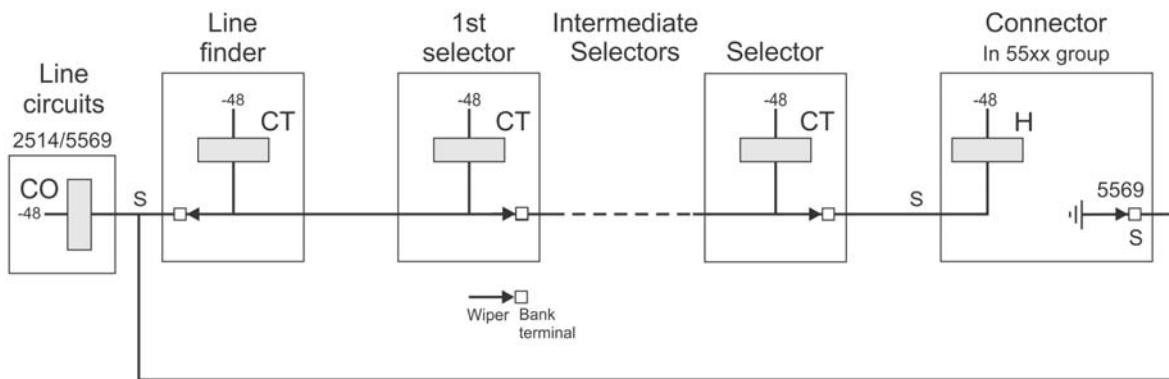 Line
circuits
2514/5569
CO
-48
S
Line
finder
-48
CT
1st
selector
-48
CT
Intermediate
Selectors
Selector
-48
CT
S
Connector
In 55xx group
-48
H
5569
S
Wiper
Bank
terminal